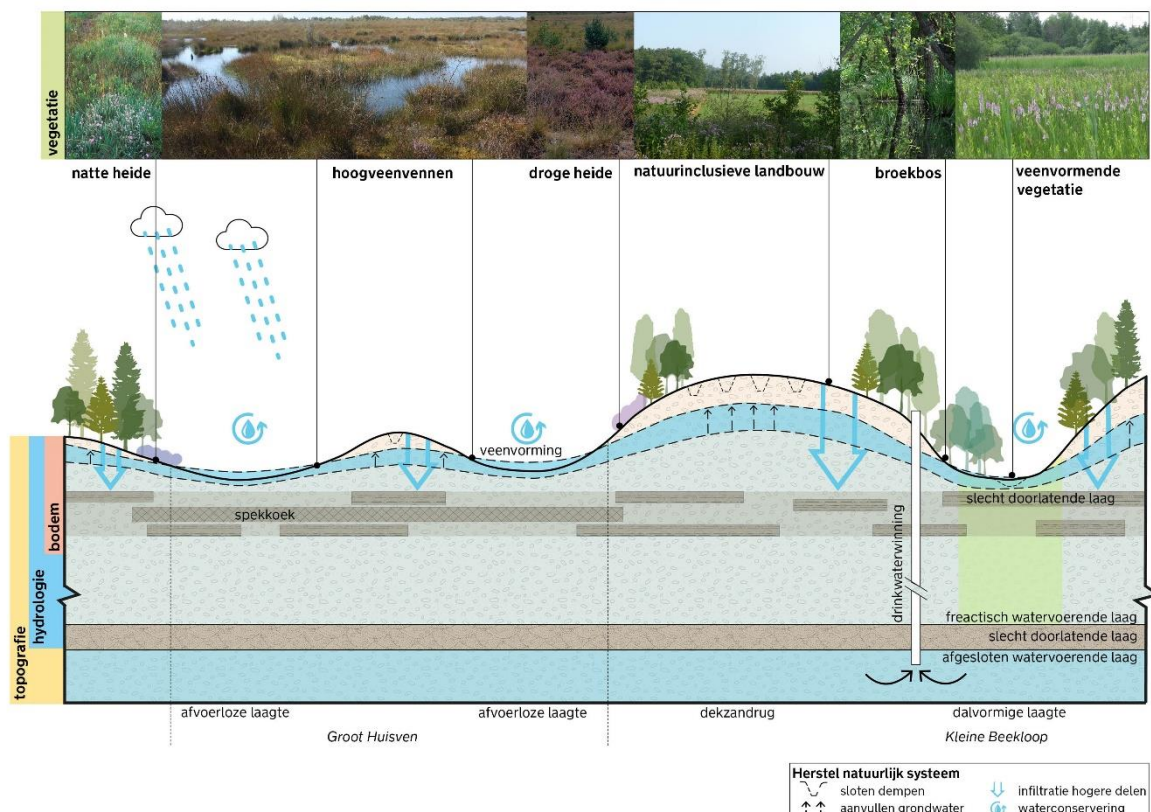 vegetatie
natte heide
hoogveenvennen
droge heide
natuurinclusieve landbouw
broekbos
veenvormende
vegetatie
veenvorming
spekkoek
slecht doorlatende laag
drinkwaterwinning
freactisch watervoerende laag
slecht doorlatende laag
afgesloten watervoerende laag
bodem
hydrologie
topografie
afvoerloze laagte
afvoerloze laagte
dekzandrug
dalvormige laagte
Groot Huisven
Kleine Beekloop
Herstel natuurlijk systeem
sloten dempen
infiltratie hogere delen
aanvullen grondwater
waterconservering